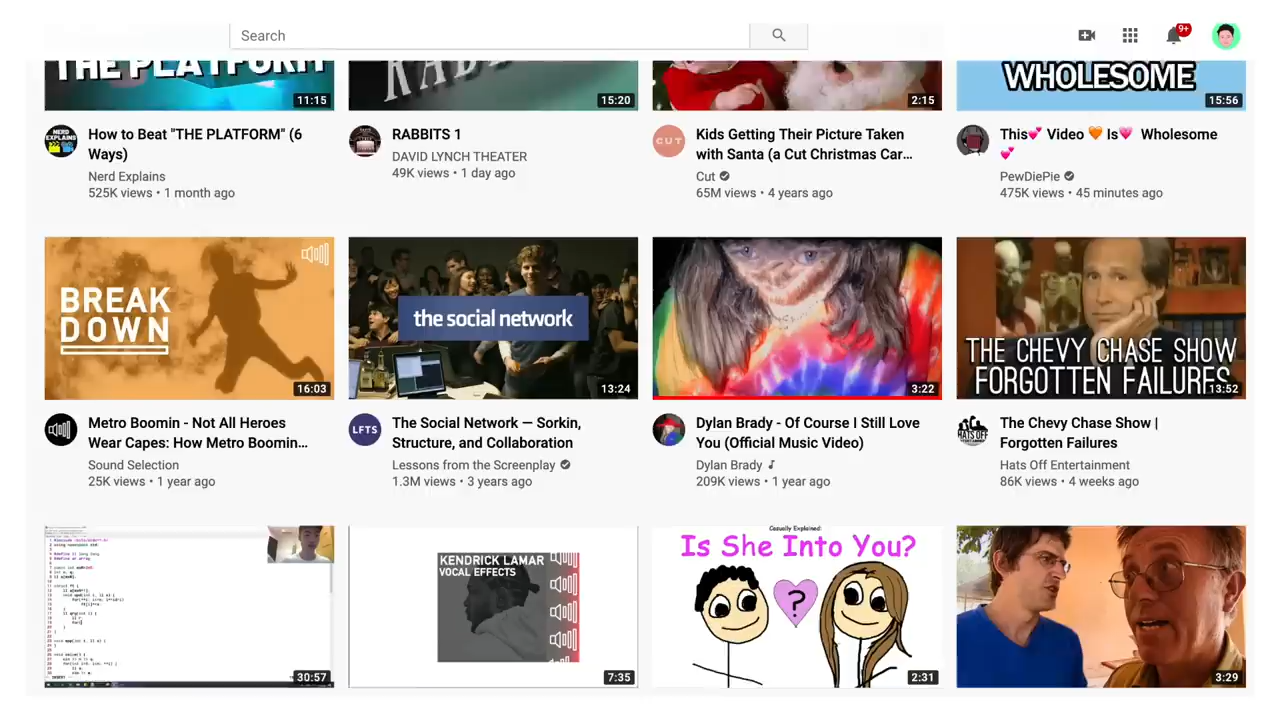 Search
9+
THE PLATFORM
11:15
RABBITS
15:20
2:15
WHOLESOME
15:56
How to Beat "THE PLATFORM" (6
Ways)
Nerd Explains
525K views • 1 month ago
RABBITS 1
DAVID LYNCH THEATER
49K views • 1 day ago
CUT
Kids Getting Their Picture Taken
with Santa (a Cut Christmas Car…
Cut
65M views • 4 years ago
This💕 Video 🧡 Is💗 Wholesome
💕
PewDiePie
475K views • 45 minutes ago
BREAK
DOWN
16:03
the social network
13:24
3:22
THE CHEVY CHASE SHOW
FORGOTTEN FAILURES
13:52
Metro Boomin - Not All Heroes
Wear Capes: How Metro Boomin…
Sound Selection
25K views • 1 year ago
LFTS
The Social Network — Sorkin,
Structure, and Collaboration
Lessons from the Screenplay
1.3M views • 3 years ago
Dylan Brady - Of Course I Still Love
You (Official Music Video)
Dylan Brady
209K views • 1 year ago
HATS OFF
The Chevy Chase Show |
Forgotten Failures
Hats Off Entertainment
86K views • 4 weeks ago
30:57
KENDRICK LAMAR
VOCAL EFFECTS
7:35
Casually Explained:
Is She Into You?
?
2:31
3:29